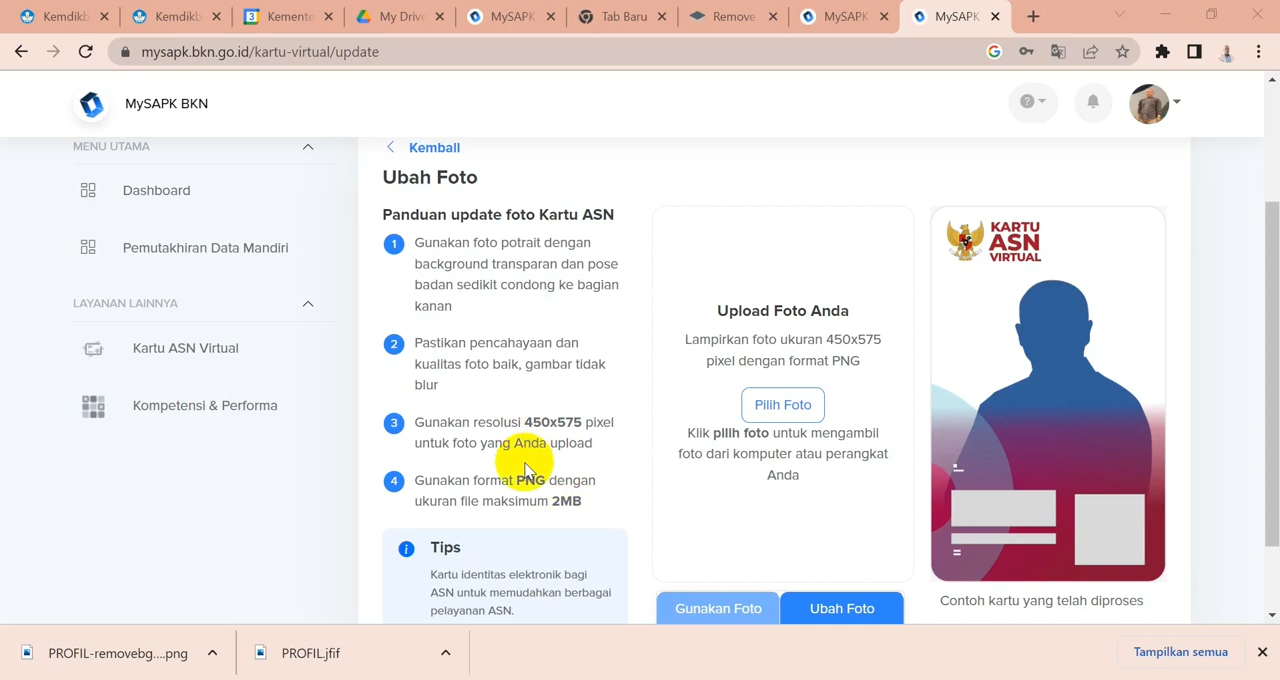 Kemdikb
Kemdikb
3
Kemente
My Drive
MySAPK
Tab Baru
Remove
MySAPK
MySAPK
mysapk.bkn.go.id/kartu-virtual/update
MySAPK BKN
MENU UTAMA
Dashboard
Pemutakhiran Data Mandiri
LAYANAN LAINNYA
Kartu ASN Virtual
Kompetensi & Performa
Kembali
Ubah Foto
Panduan update foto Kartu ASN
1
Gunakan foto potrait dengan
background transparan dan pose
badan sedikit condong ke bagian
kanan
2
Pastikan pencahayaan dan
kualitas foto baik, gambar tidak
blur
3
Gunakan resolusi 450x575 pixel
untuk foto yang Anda upload
4
Gunakan format PNG dengan
ukuran file maksimum 2MB
i
Tips
Kartu identitas elektronik bagi
ASN untuk memudahkan berbagai
pelayanan ASN.
Upload Foto Anda
Lampirkan foto ukuran 450x575
pixel dengan format PNG
Pilih Foto
Klik pilih foto untuk mengambil
foto dari komputer atau perangkat
Anda
Gunakan Foto
Ubah Foto
KARTU
ASN
VIRTUAL
Contoh kartu yang telah diproses
PROFIL-removebg....png
PROFIL.jfif
Tampilkan semua